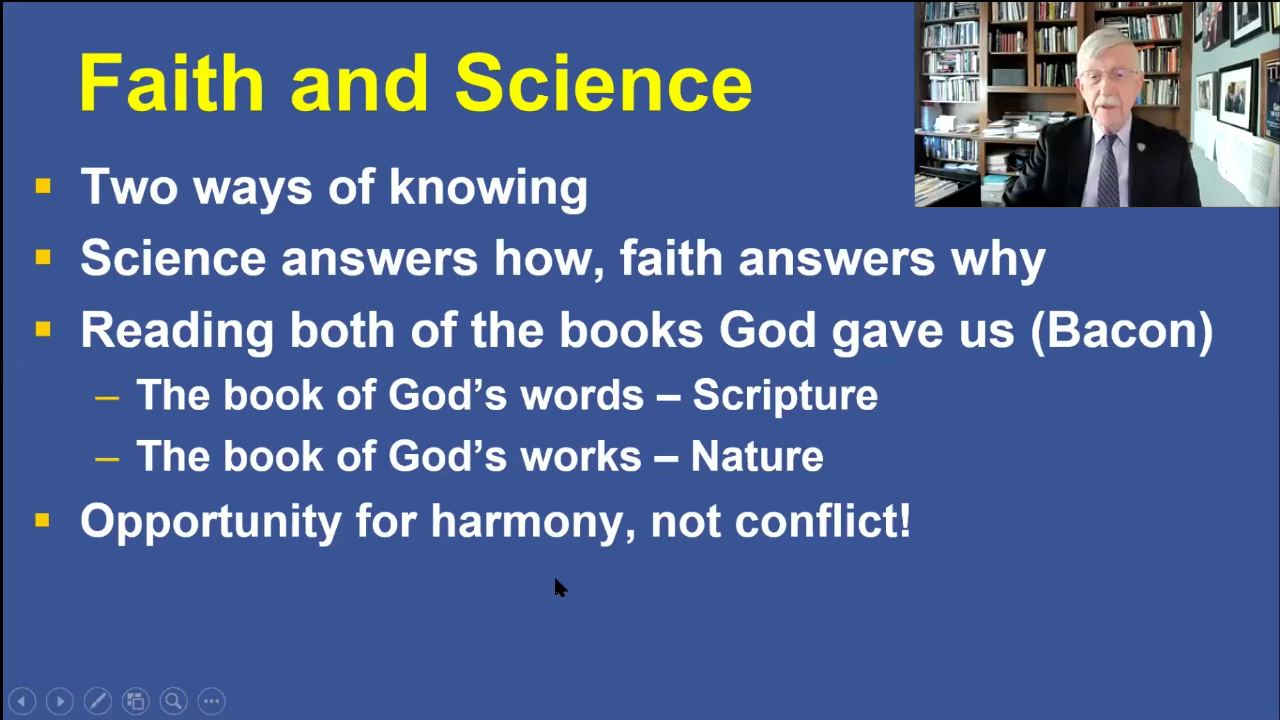 Faith and Science
Two ways of knowing
Science answers how, faith answers why
Reading both of the books God gave us (Bacon)
– The book of God’s words – Scripture
– The book of God’s works – Nature
Opportunity for harmony, not conflict!